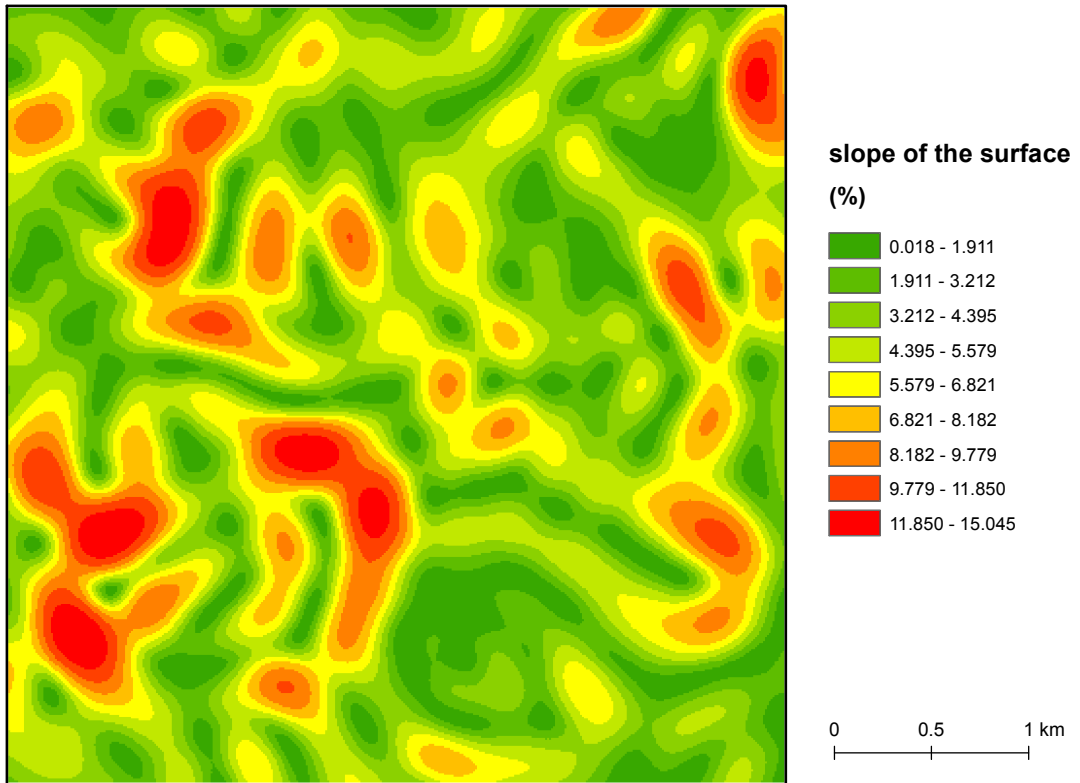 slope of the surface
(%)
0.018 - 1.911
1.911 - 3.212
3.212 - 4.395
4.395 - 5.579
5.579 - 6.821
6.821 - 8.182
8.182 - 9.779
9.779 - 11.850
11.850 - 15.045
0 0.5 1 km